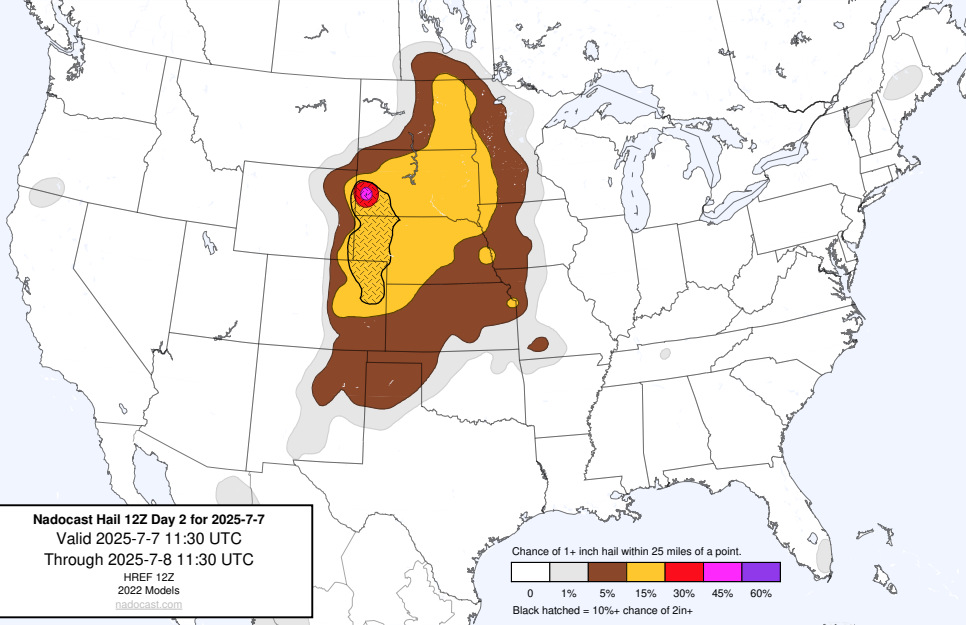 Nadocast Hail 12Z Day 2 for 2025-7-7
Valid 2025-7-7 11:30 UTC
Through 2025-7-8 11:30 UTC
HREF 12Z
2022 Models
nadocast.com
Chance of 1+ inch hail within 25 miles of a point.
0 1% 5% 15% 30% 45% 60%
Black hatched = 10%+ chance of 2in+